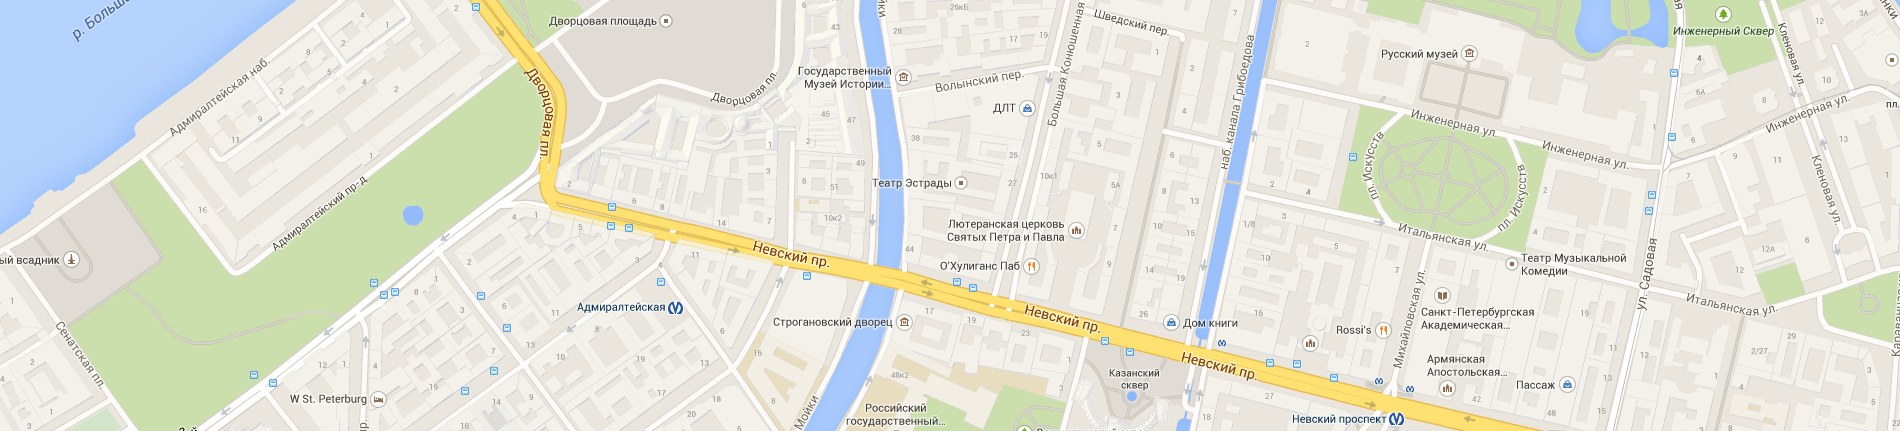 р. Больша
Адмиралтейская наб.
Адмиралтейский пр-д
ный всадник
Сенатская пл.
W St. Peterburg
Дворцовая площадь
Дворцовая пл.
Дворцовая пл.
Адмиралтейская
Невский пр.
Государственный
Музей Истории...
Волынский пер.
Шведский пер.
Большая Конюшенная
ДЛТ
Театр Эстрады
Лютеранская церковь
Святых Петра и Павла
О'Хулиганс Паб
Строгановский дворец
Мойки
Российский
государственный...
Невский пр.
Казанский
сквер
Дом книги
Невский пр.
наб. канала Грибоедова
Русский музей
Инженерная ул.
Инженерная ул.
Инженерная ул.
пл. Искусств
пл. Искусств
Итальянская ул.
Итальянская ул.
Театр Музыкальной
Комедии
Санкт-Петербургская
Академическая...
Rossi's
Михайловская ул.
Армянская
Апостольская...
Пассаж
Невский проспект
ул. Садовая
Инженерный Сквер
Кленовая ул.
Кленовая ул.
пл.